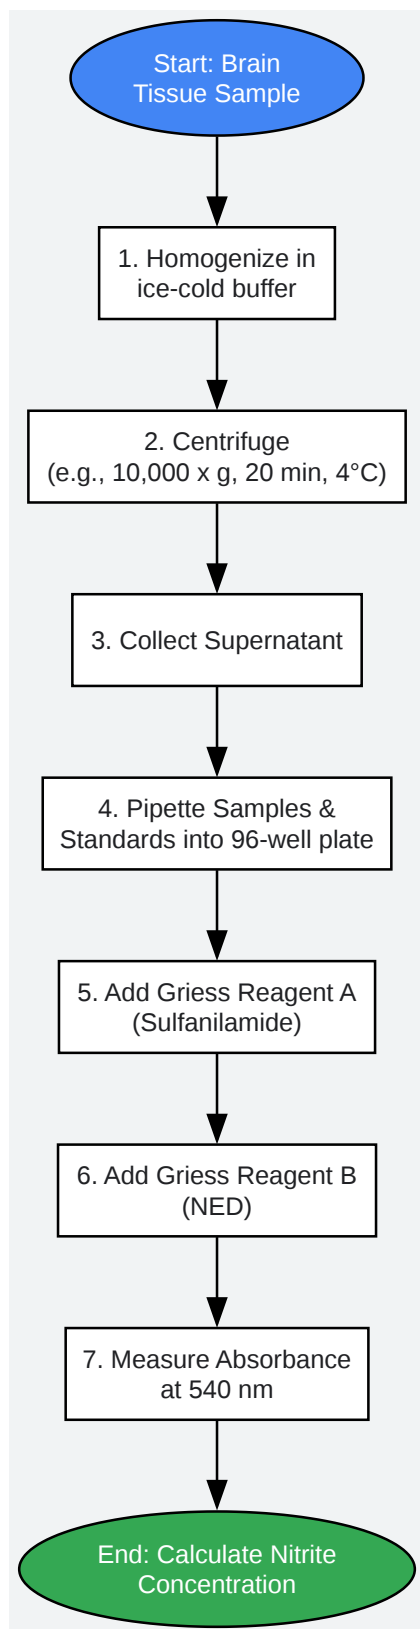 Start: Brain
Tissue Sample
1. Homogenize in
ice-cold buffer
2. Centrifuge
(e.g., 10,000 x g, 20 min, 4°C)
3. Collect Supernatant
4. Pipette Samples &
Standards into 96-well plate
5. Add Griess Reagent A
(Sulfanilamide)
6. Add Griess Reagent B
(NED)
7. Measure Absorbance
at 540 nm
End: Calculate Nitrite
Concentration